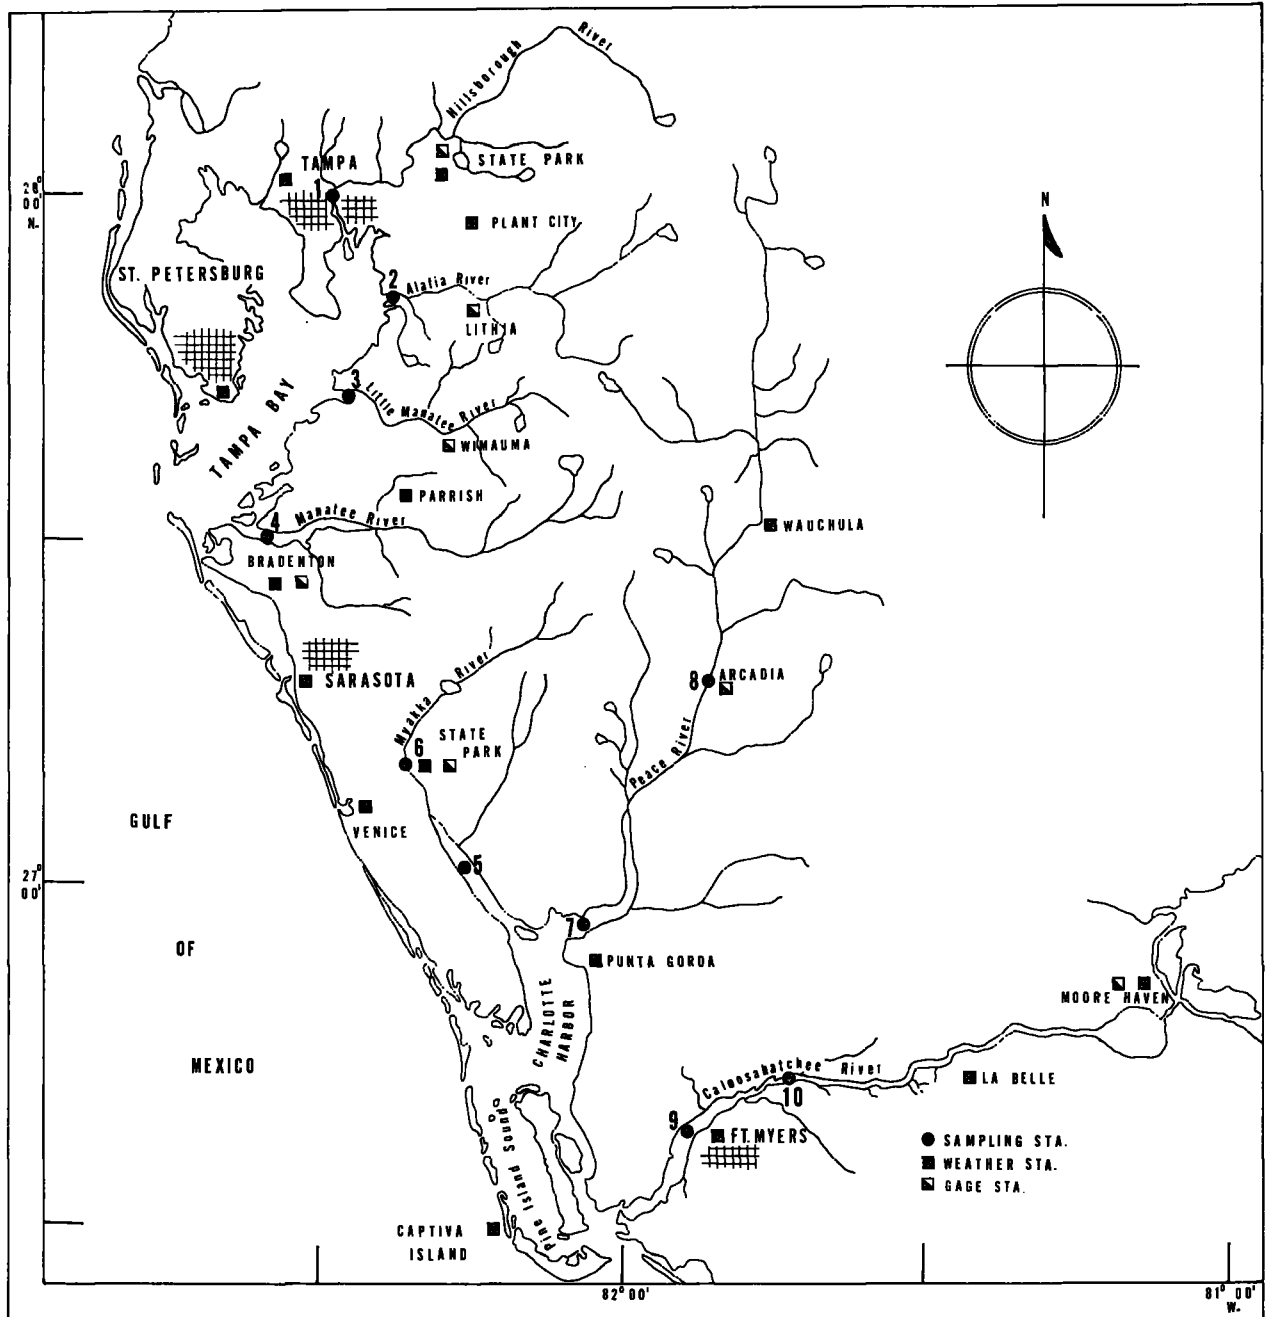 Hillsborough River
28°
00'
N.
TAMPA
STATE PARK
1
PLANT CITY
N
ST. PETERSBURG
2
Alafia River
LITHIA
3
Little Manatee River
TAMPA BAY
WIMAUMA
PARRISH
4
Manatee River
WAUCHULA
BRADENTON
SARASOTA
Myakka River
8
ARCADIA
6
STATE
PARK
Peace River
GULF
VENICE
5
27°
00'
7
OF
PUNTA GORDA
CHARLOTTE
HARBOR
MOORE HAVEN
MEXICO
Caloosahatchee River
LA BELLE
10
9
FT. MYERS
Pine Island Sound
SAMPLING STA.
WEATHER STA.
GAGE STA.
CAPTIVA
ISLAND
82°00'
81°00'
W.